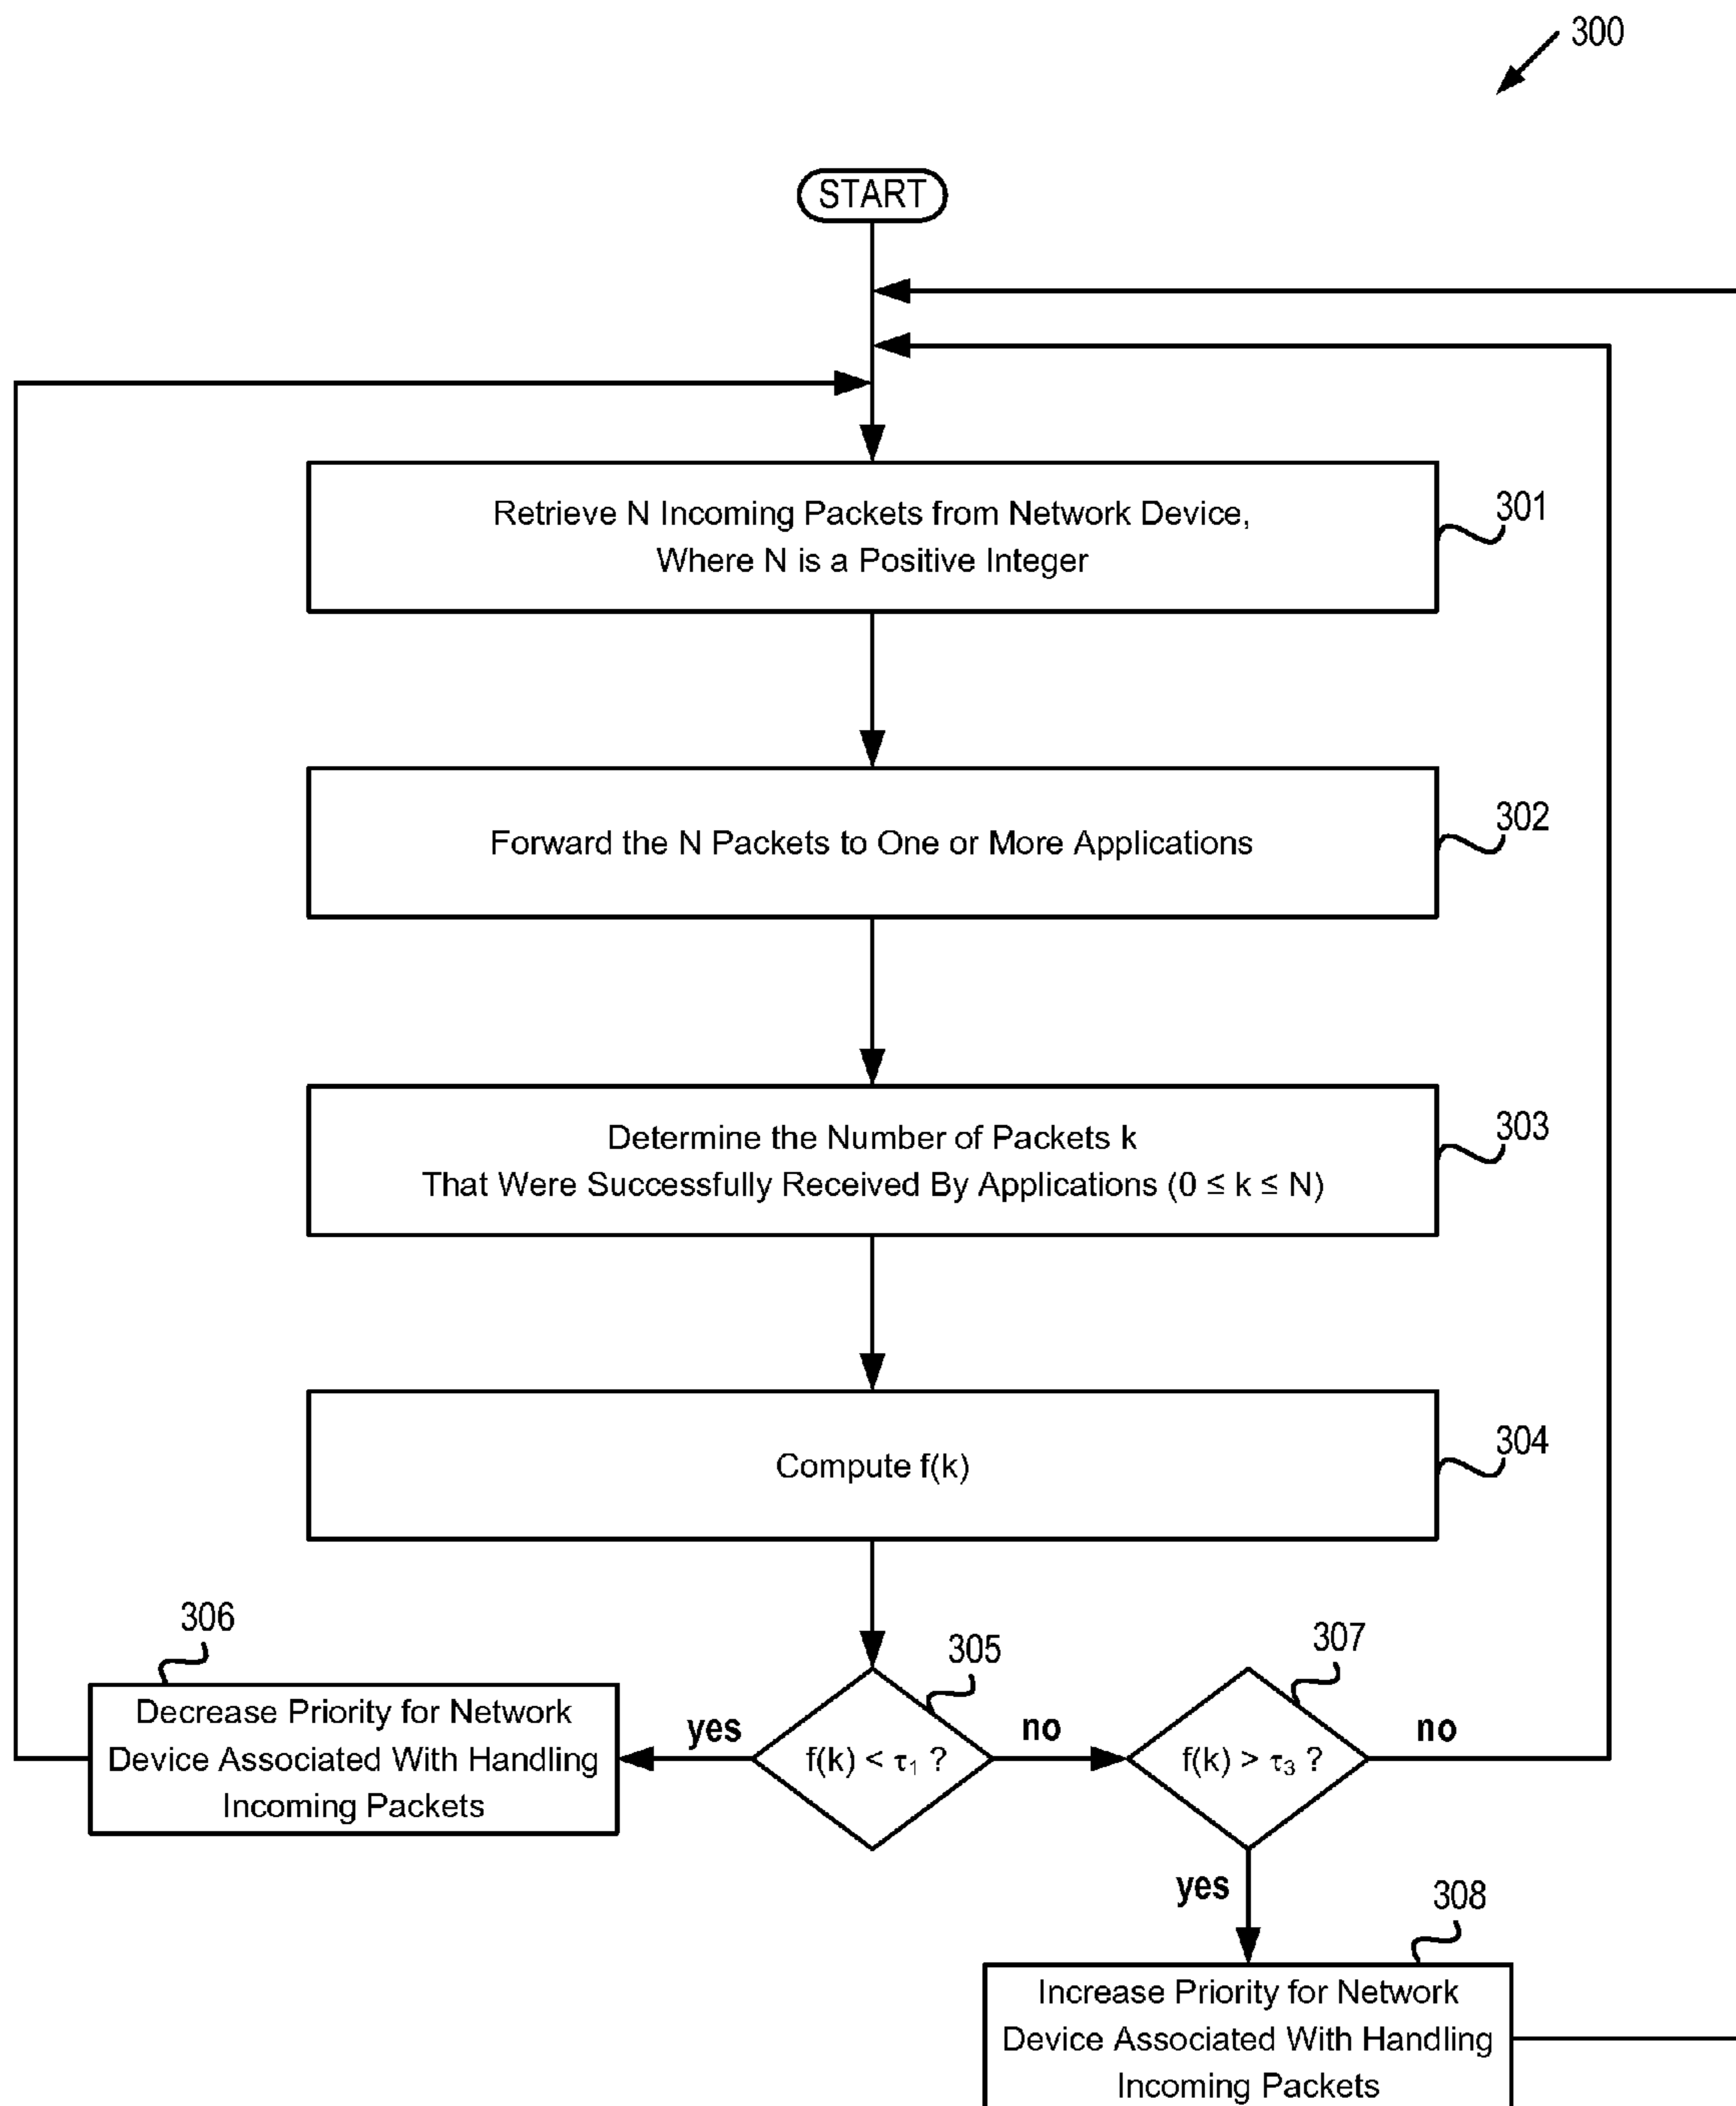 300
START
Retrieve N Incoming Packets from Network Device,
Where N is a Positive Integer
301
Forward the N Packets to One or More Applications
302
Determine the Number of Packets k
That Were Successfully Received By Applications (0 ≤ k ≤ N)
303
Compute f(k)
304
306
Decrease Priority for Network
Device Associated With Handling
Incoming Packets
yes
305
f(k) < τ₁ ?
no
307
f(k) > τ₃ ?
no
yes
308
Increase Priority for Network
Device Associated With Handling
Incoming Packets